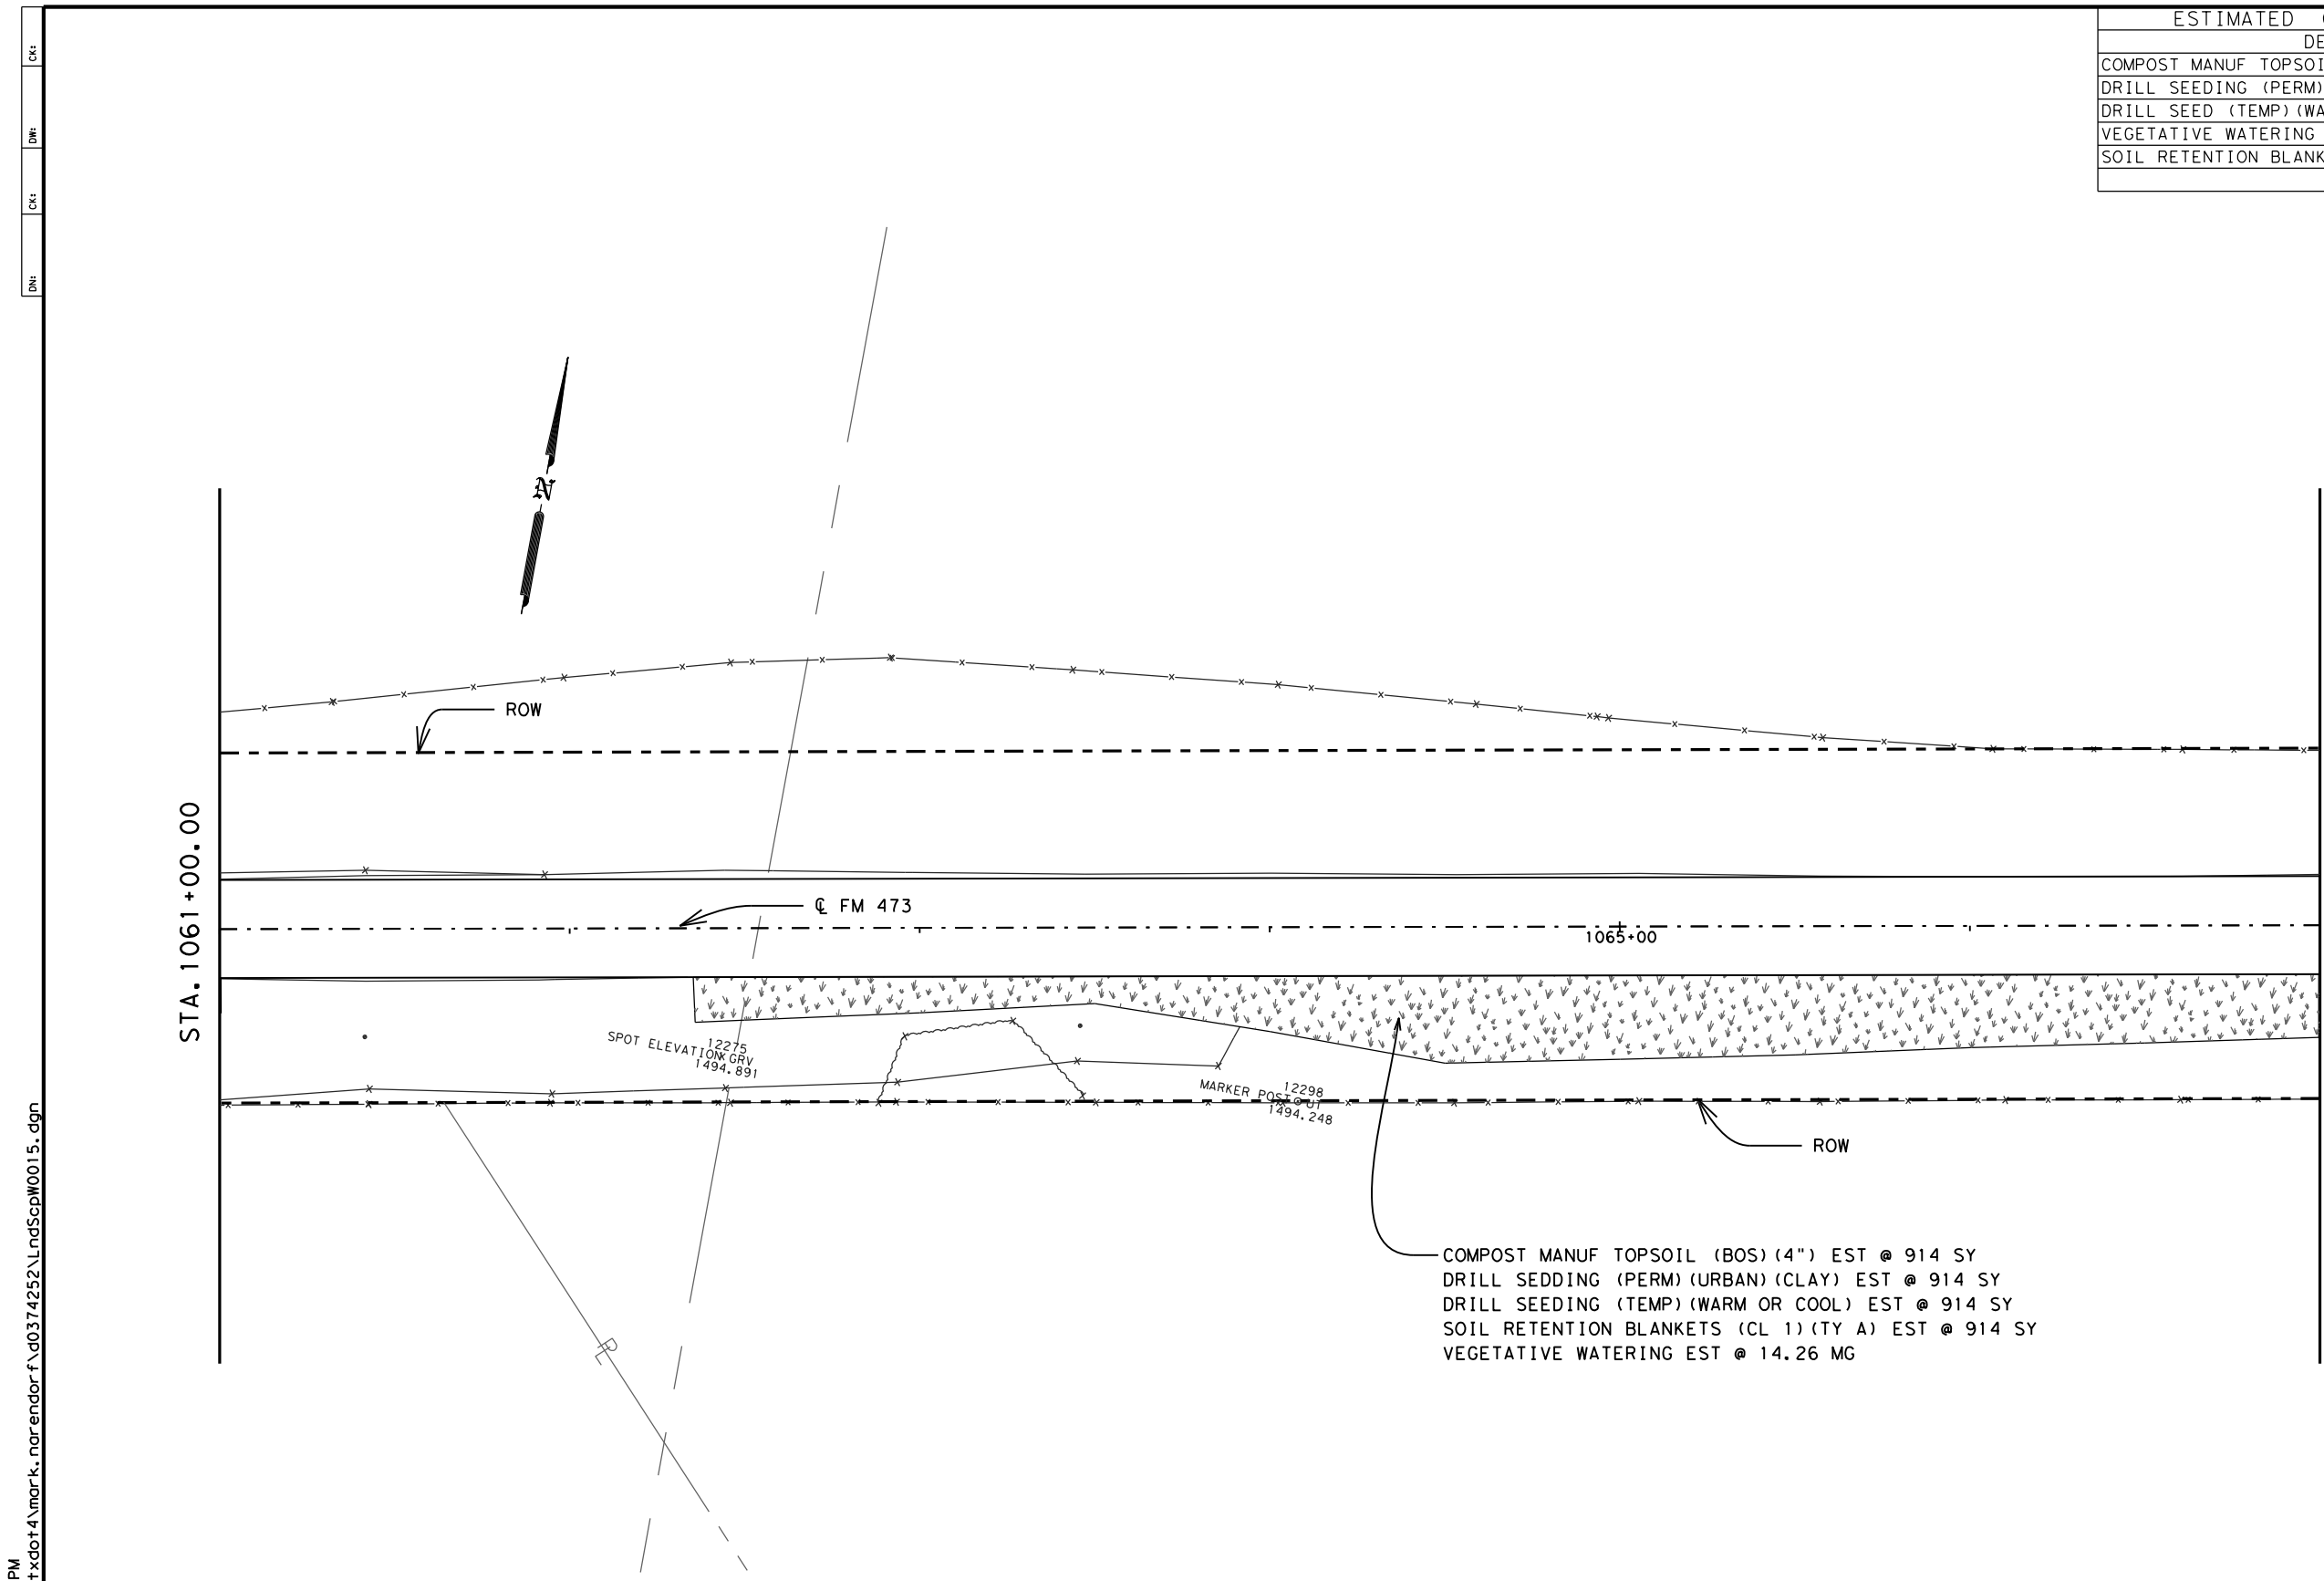 CK:
DW:
CK:
DN:
ESTIMATED
DE
COMPOST MANUF TOPSOI
DRILL SEEDING (PERM)
DRILL SEED (TEMP)(WA
VEGETATIVE WATERING
SOIL RETENTION BLANK
N
ROW
STA. 1061+00.00
℄ FM 473
1065+00
12275
SPOT ELEVATION GRV
1494.891
12298
MARKER POST UT
1494.248
ROW
COMPOST MANUF TOPSOIL (BOS)(4") EST @ 914 SY
DRILL SEDDING (PERM)(URBAN)(CLAY) EST @ 914 SY
DRILL SEEDING (TEMP)(WARM OR COOL) EST @ 914 SY
SOIL RETENTION BLANKETS (CL 1)(TY A) EST @ 914 SY
VEGETATIVE WATERING EST @ 14.26 MG
PM
txdot4\mark.narendorf\d0374252\LndScpW0015.dgn